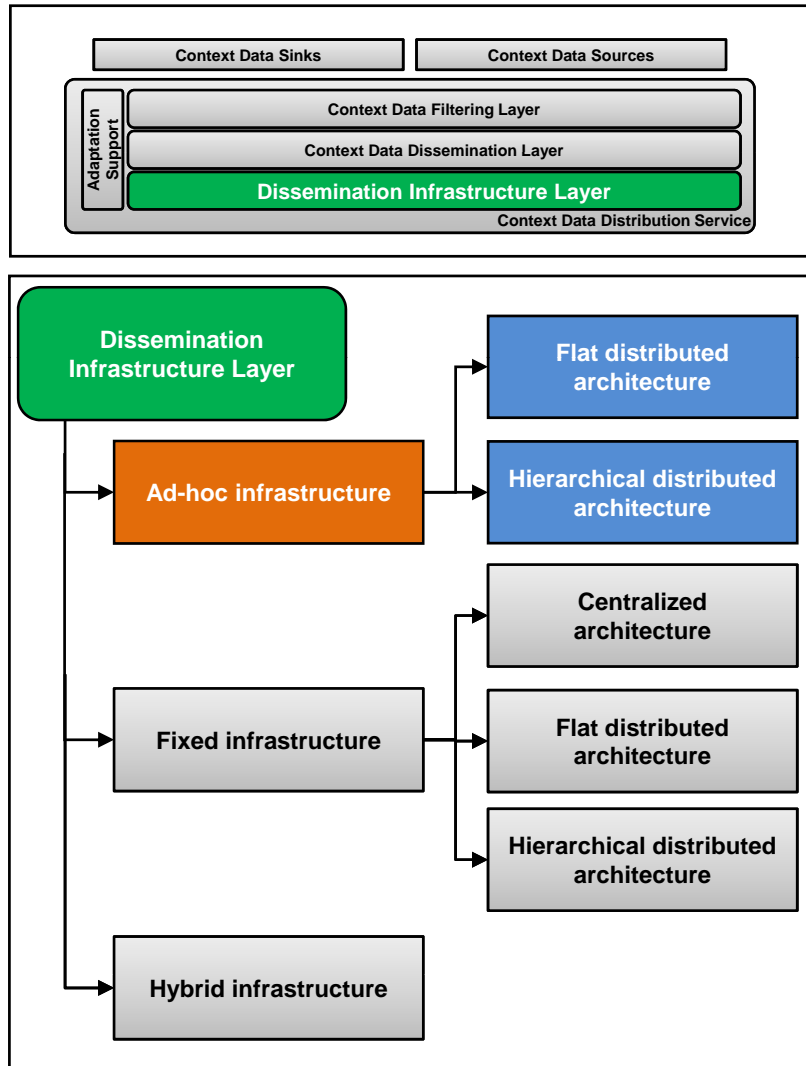 Context Data Sinks
Context Data Sources
Adaptation
Support
Context Data Filtering Layer
Context Data Dissemination Layer
Dissemination Infrastructure Layer
Context Data Distribution Service
Dissemination
Infrastructure Layer
Flat distributed
architecture
Ad-hoc infrastructure
Hierarchical distributed
architecture
Centralized
architecture
Fixed infrastructure
Flat distributed
architecture
Hierarchical distributed
architecture
Hybrid infrastructure